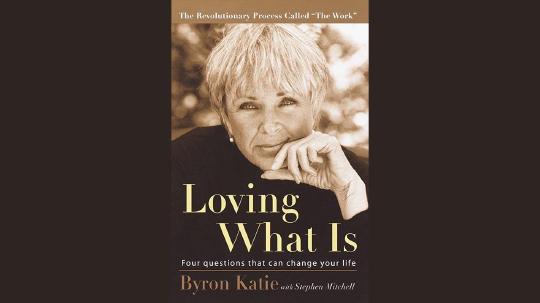 The Revolutionary Process Called “The Work”
Loving
What Is
Four questions that can change your life
Byron Katie with Stephen Mitchell